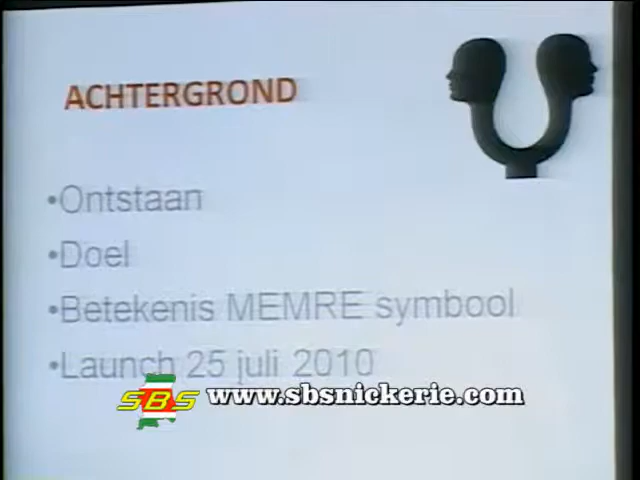 ACHTERGROND
•Ontstaan
•Doel
•Betekenis MEMRE symbool
•Launch 25 juli 2010
SBS www.sbsnickerie.com